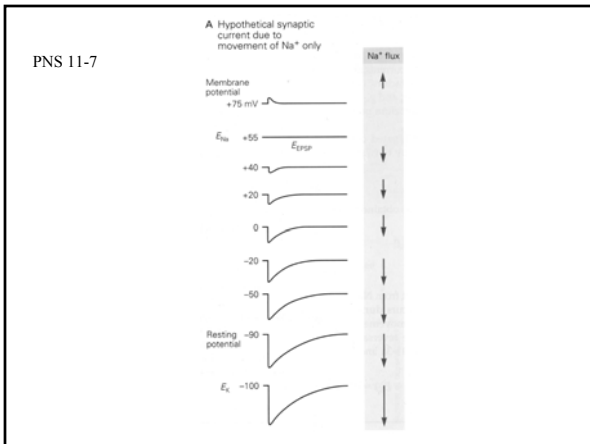 PNS 11-7
A Hypothetical synaptic
current due to
movement of Na⁺ only
Na⁺ flux
Membrane
potential
+75 mV
E_Na +55
E_EPSP
+40
+20
0
−20
−50
Resting −90
potential
E_K −100